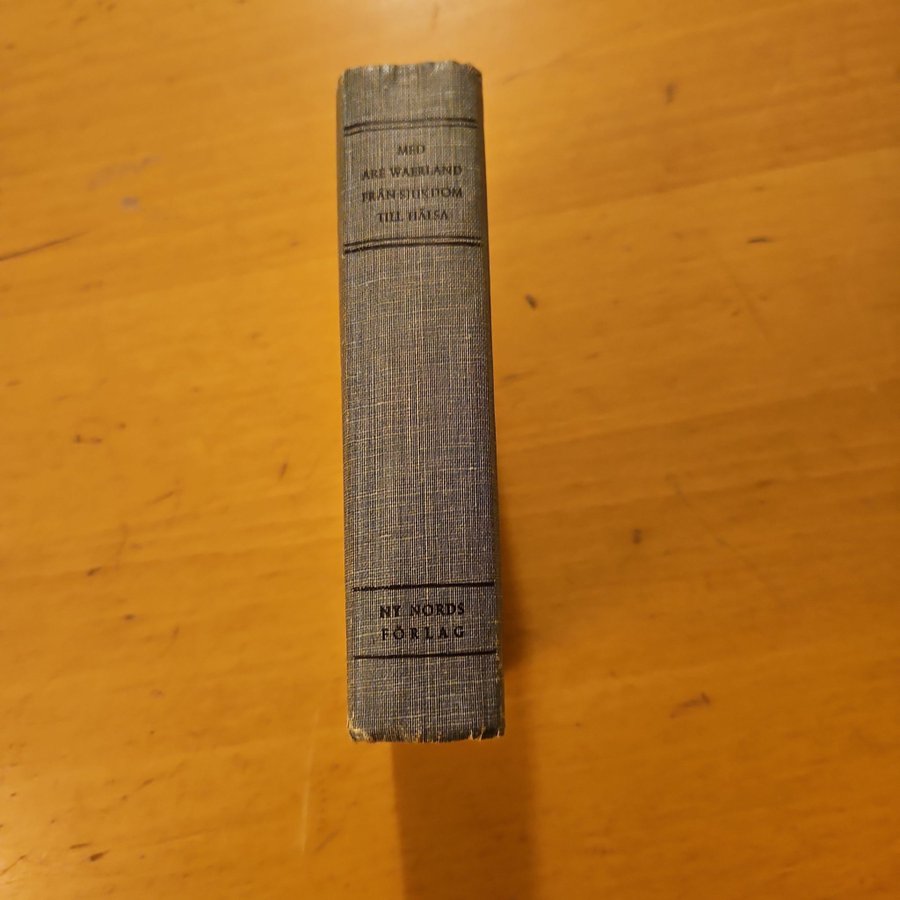 MED
ARE WAERLAND
FRÅN SJUKDOM
TILL HÄLSA
NY NORDS
FÖRLAG